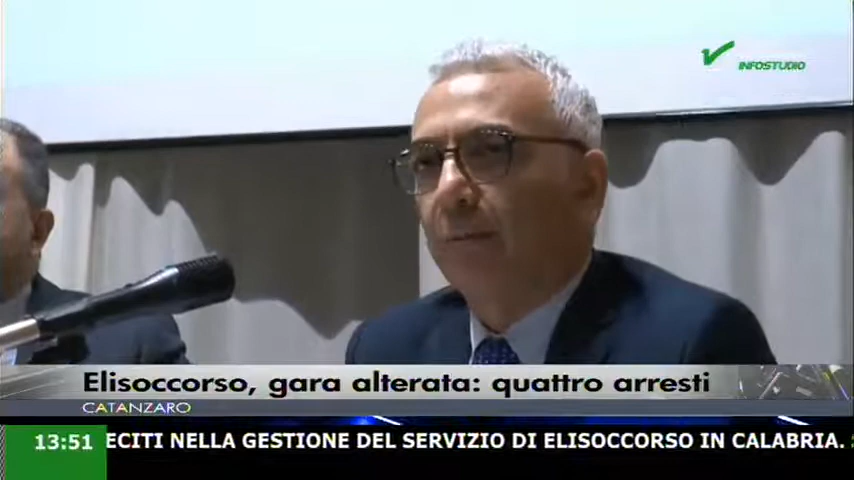 INFOSTUDIO
Elisoccorso, gara alterata: quattro arresti
CATANZARO
13:51
ECITI NELLA GESTIONE DEL SERVIZIO DI ELISOCCORSO IN CALABRIA.